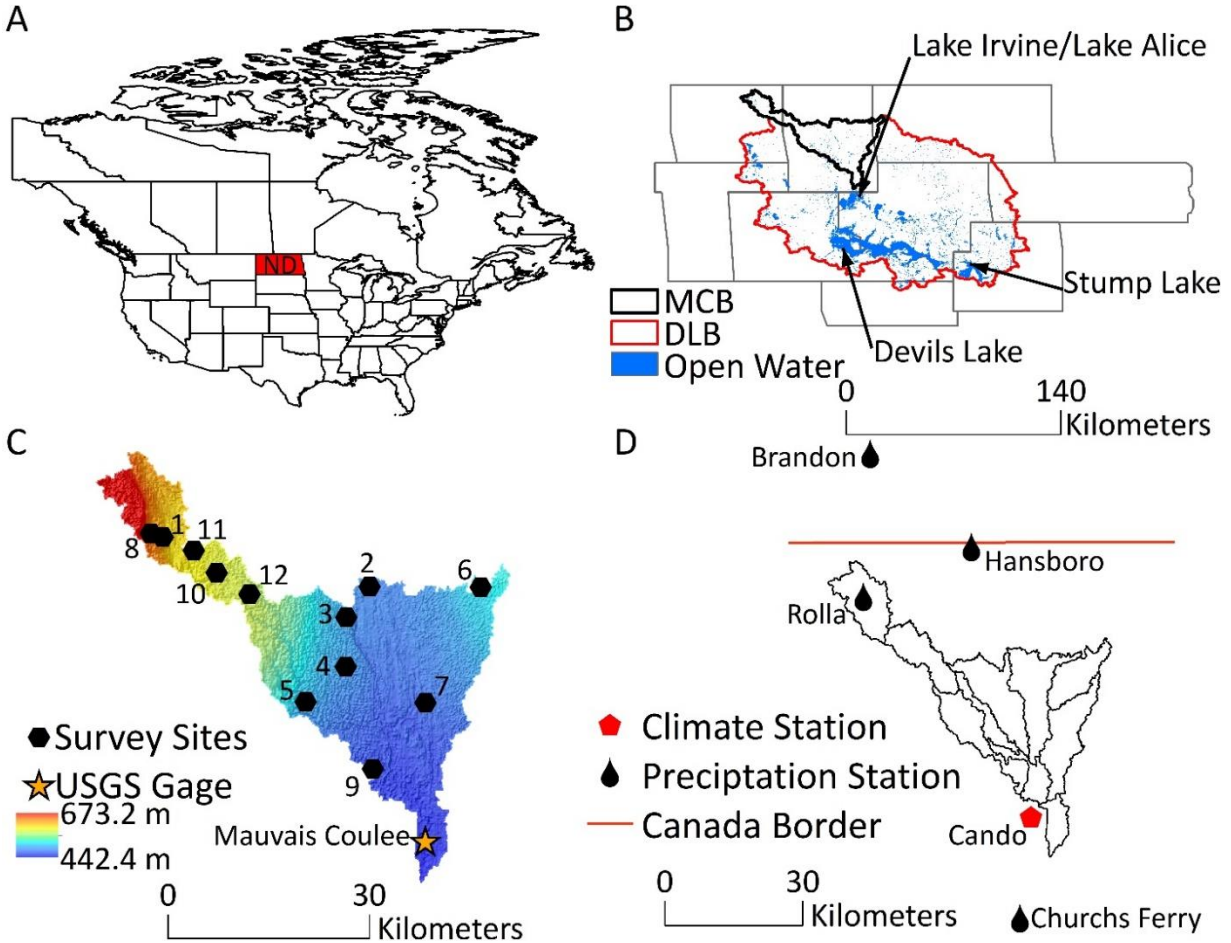 A
ND
B
Lake Irvine/Lake Alice
Stump Lake
Devils Lake
MCB
DLB
Open Water
0 140
Kilometers
C
1
8
11
10
12
2
3
6
4
5
7
9
Survey Sites
USGS Gage
673.2 m
442.4 m
Mauvais Coulee
0 30
Kilometers
D
Brandon
Hansboro
Rolla
Climate Station
Preciptation Station
Canada Border
Cando
0 30
Kilometers
Churchs Ferry